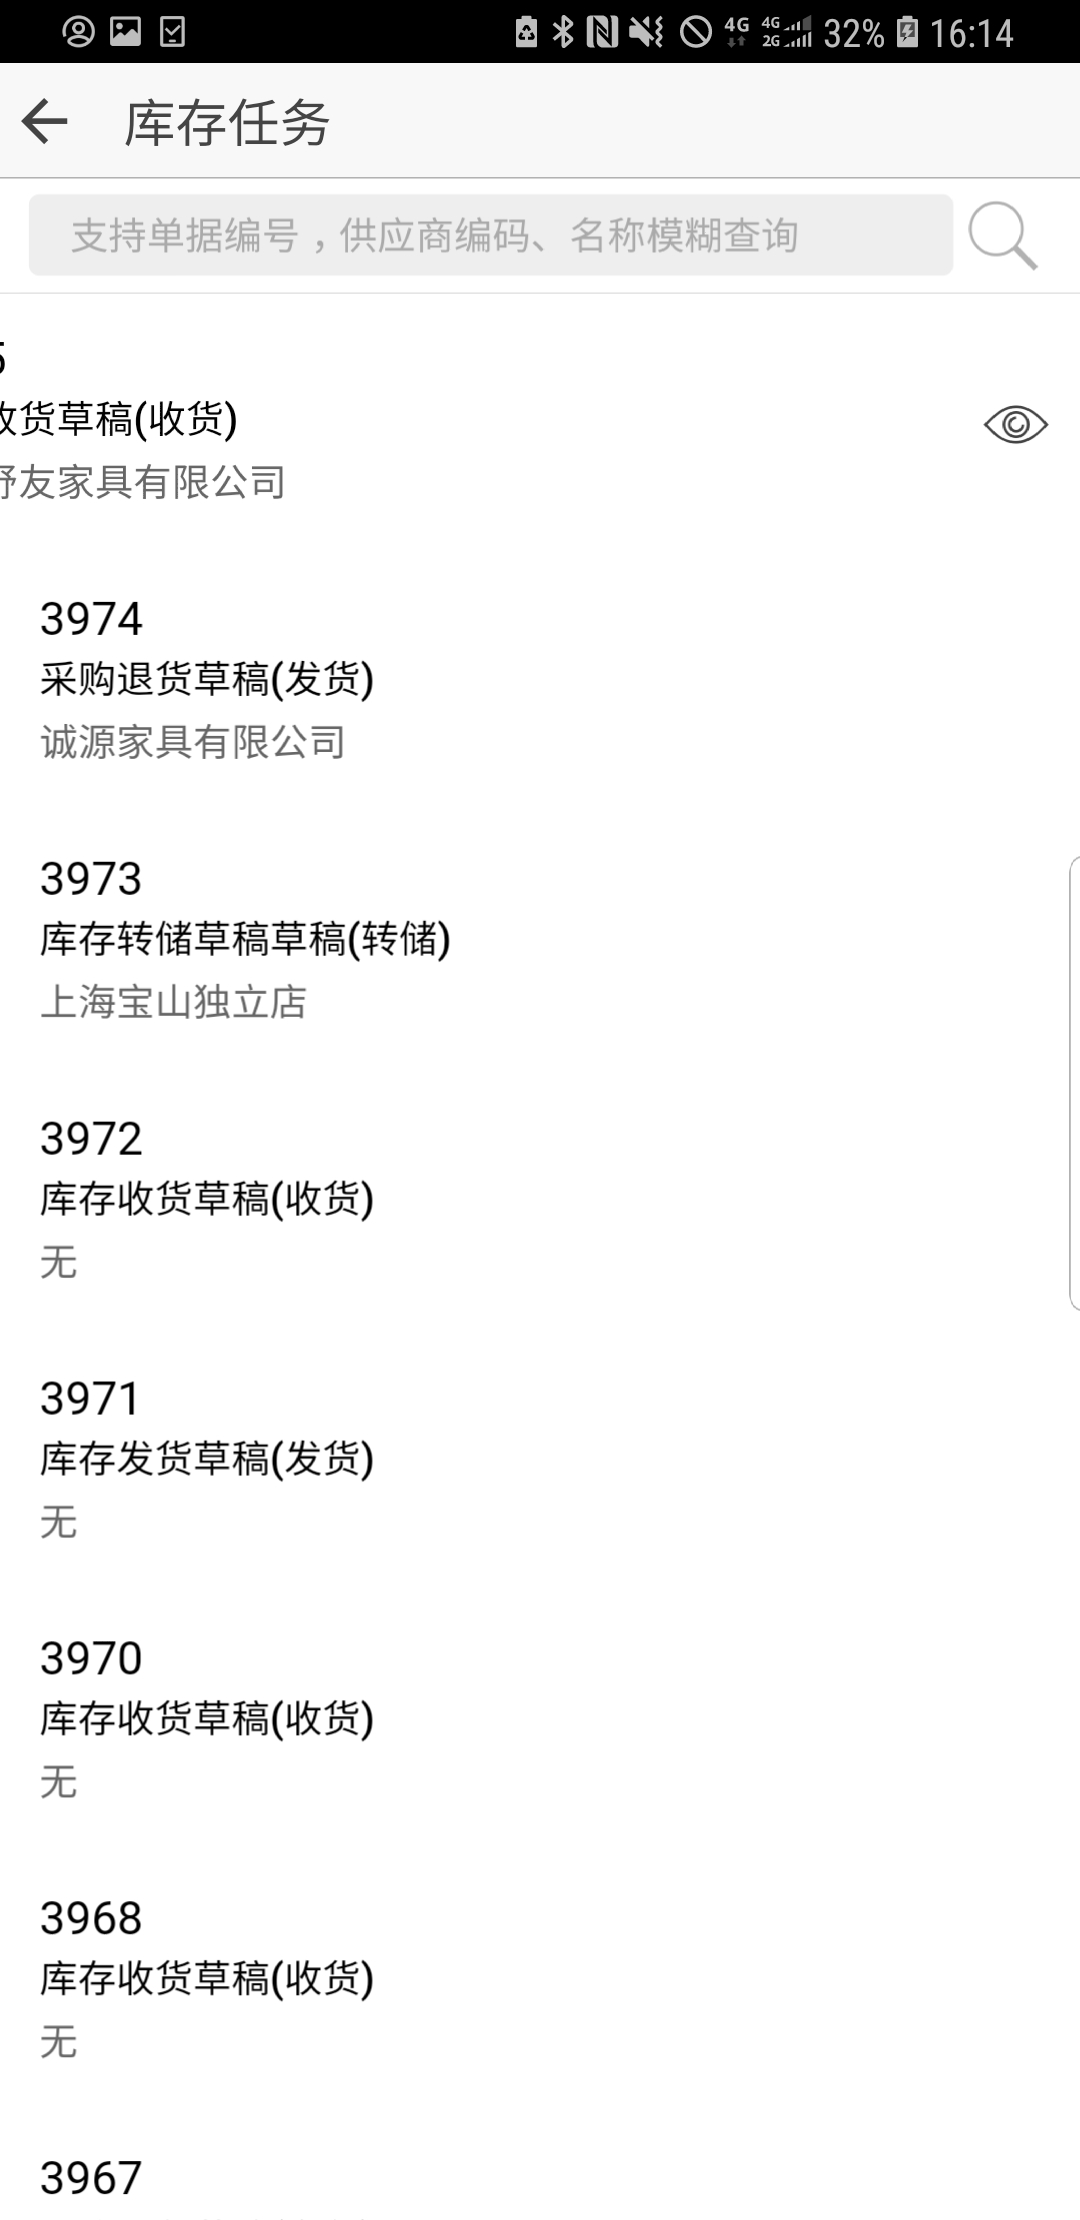 4G 4G 2G 32% 16:14
库存任务
支持单据编号，供应商编码、名称模糊查询
货草稿(收货)
友家具有限公司
3974
采购退货草稿(发货)
诚源家具有限公司
3973
库存转储草稿草稿(转储)
上海宝山独立店
3972
库存收货草稿(收货)
无
3971
库存发货草稿(发货)
无
3970
库存收货草稿(收货)
无
3968
库存收货草稿(收货)
无
3967